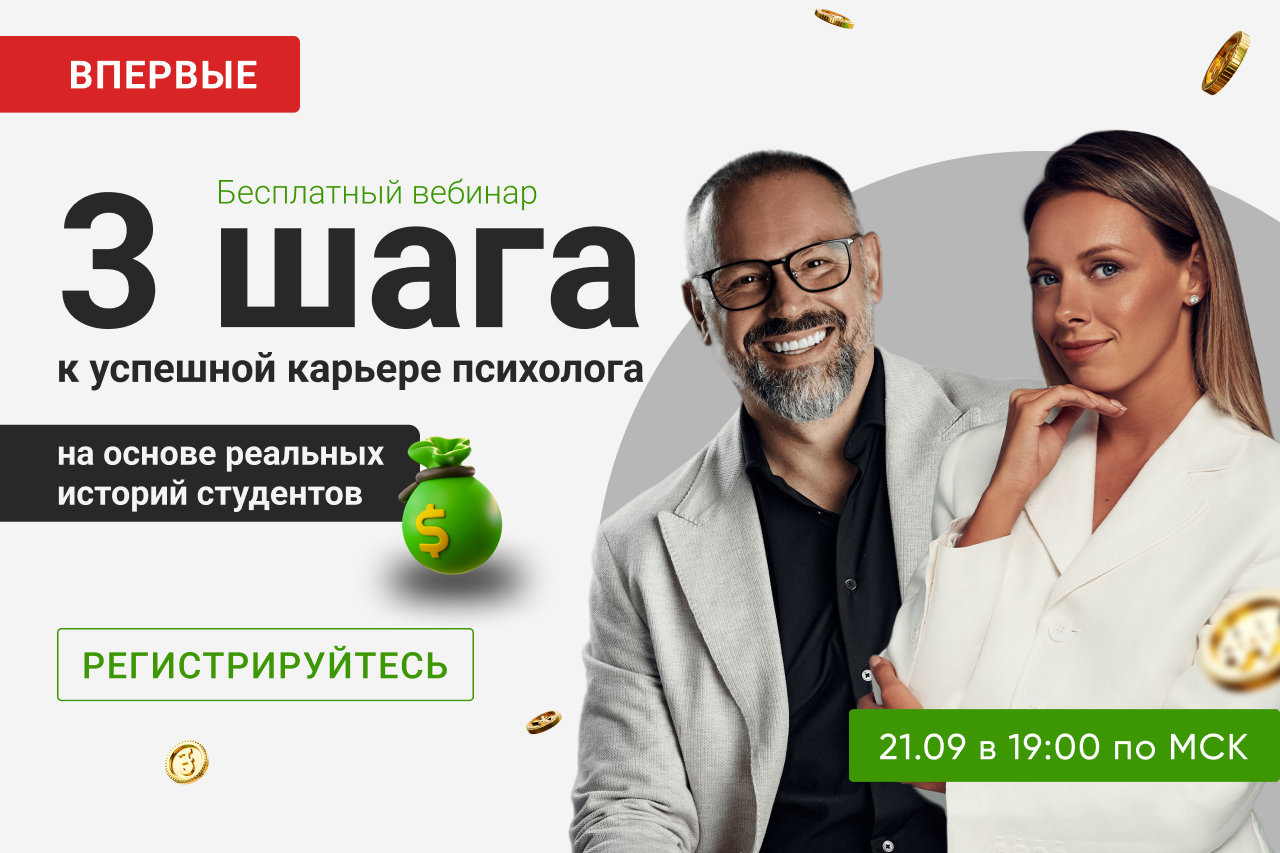 ВПЕРВЫЕ
Бесплатный вебинар
3 шага
к успешной карьере психолога
на основе реальных
историй студентов
$
РЕГИСТРИРУЙТЕСЬ
21.09 в 19:00 по МСК